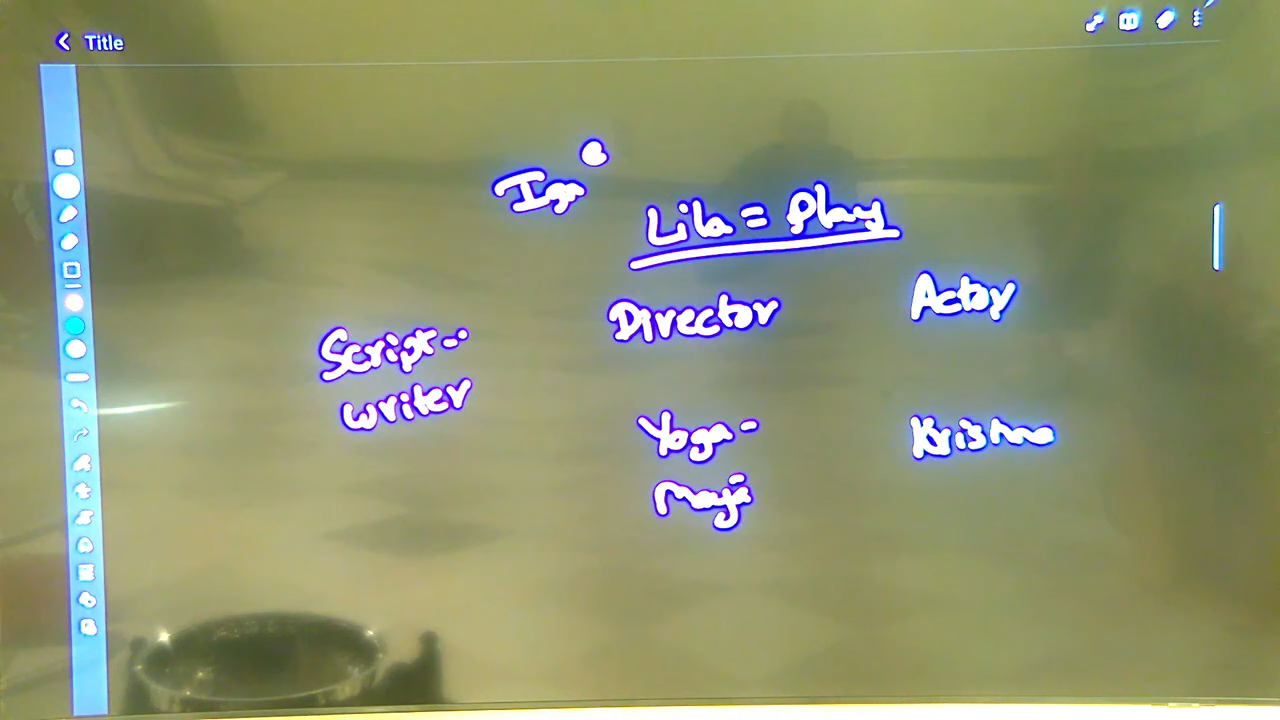 Title
Lila = Play
Director
Actor
Script-
writer
Yoga-
maya
Krishna